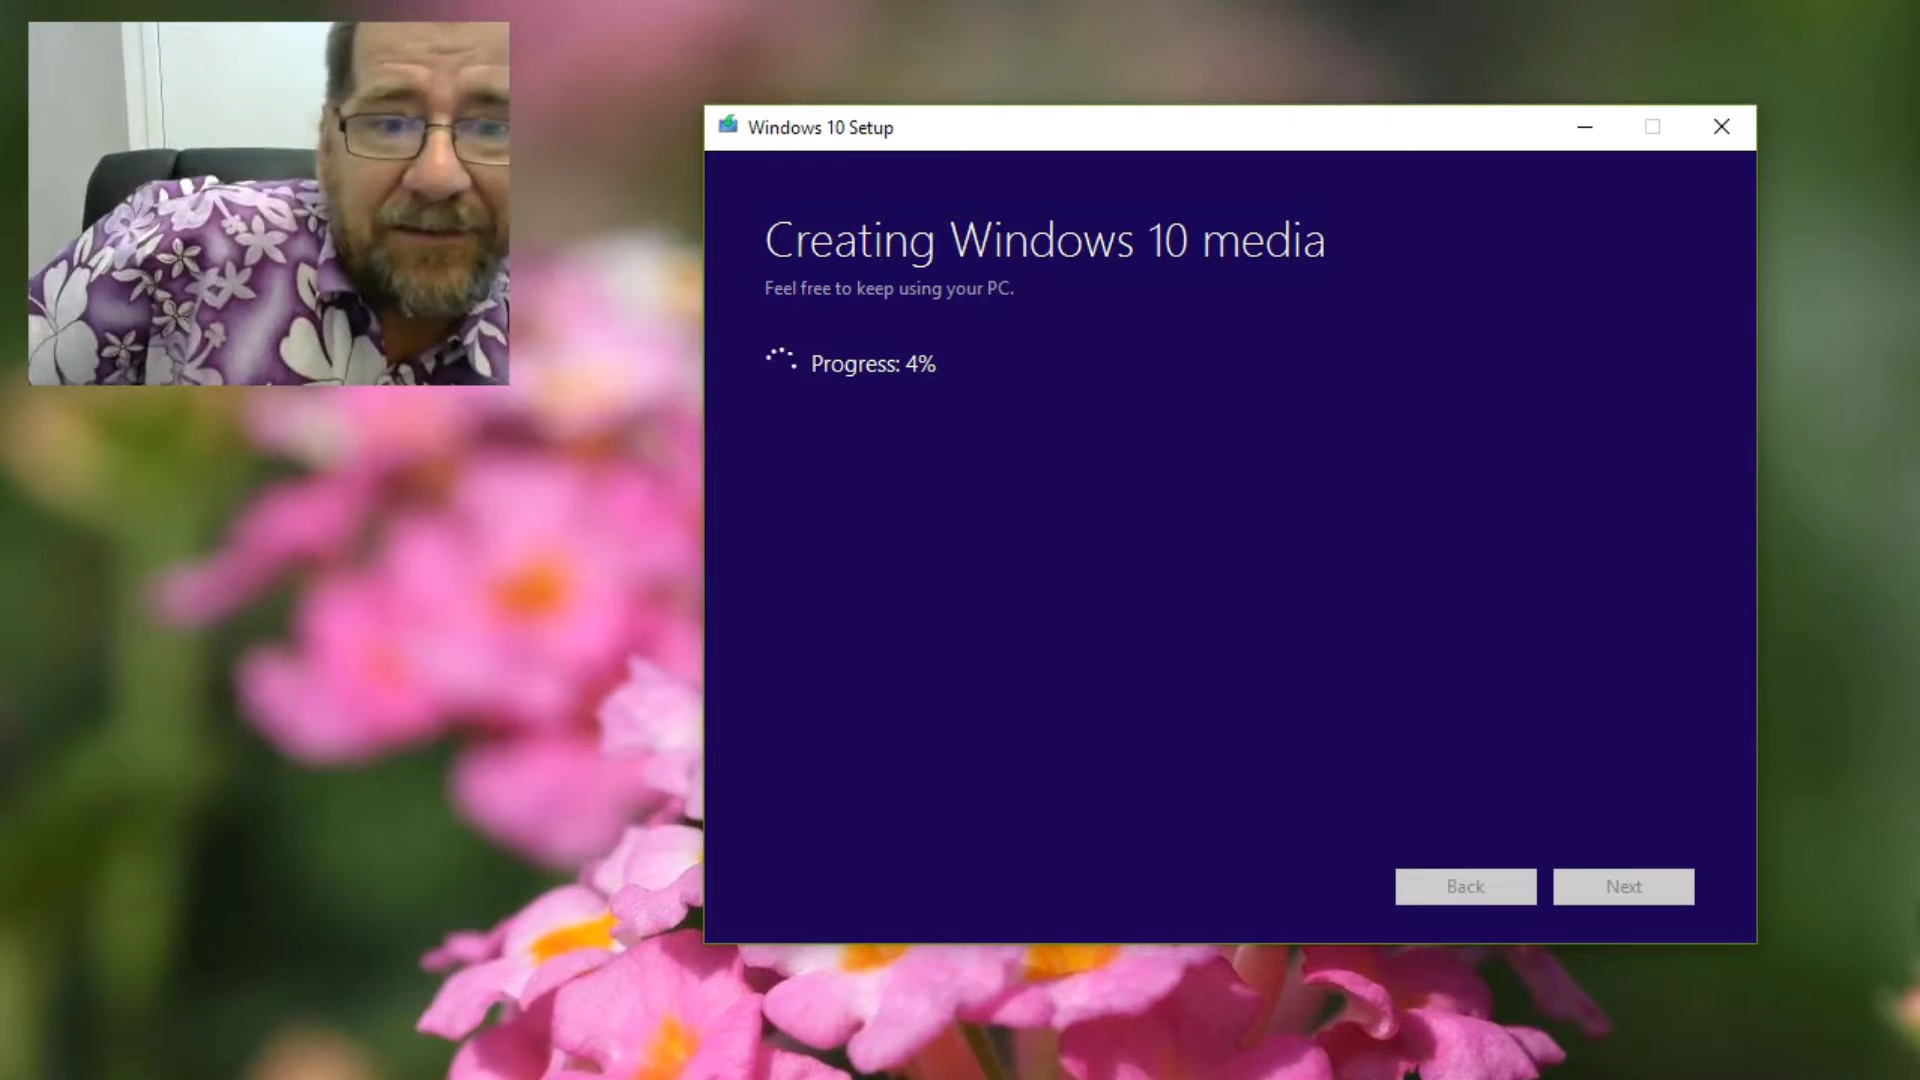 Windows 10 Setup
Creating Windows 10 media
Feel free to keep using your PC.
Progress: 4%
Back
Next